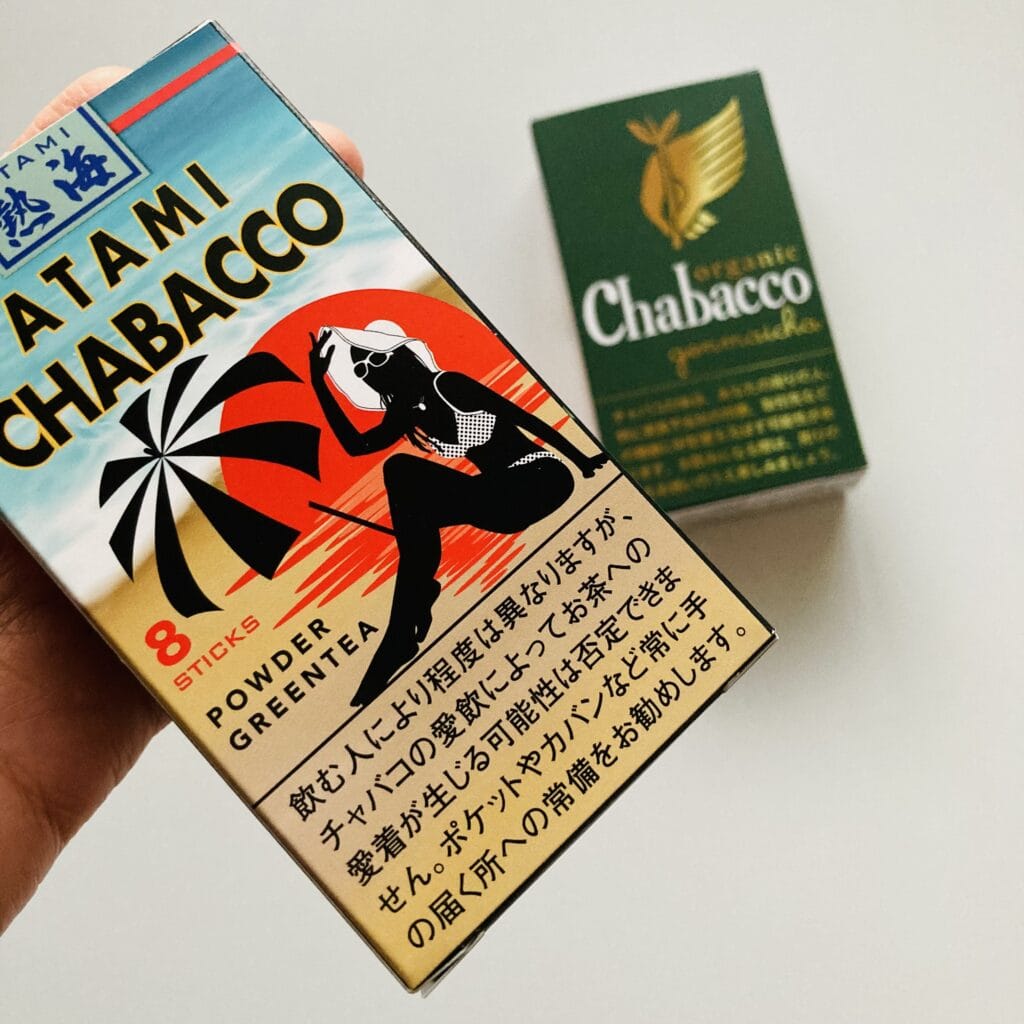 TAMI
熱海
ATAMI
CHABACCO
8
STICKS
POWDER
GREENTEA
飲む人により程度は異なりますが、
チャバコの愛飲によってお茶への
愛着が生じる可能性は否定できま
せん。ポケットやカバンなど常に手
の届く所への常備をお勧めします。
organic
Chabacco
genmaicha